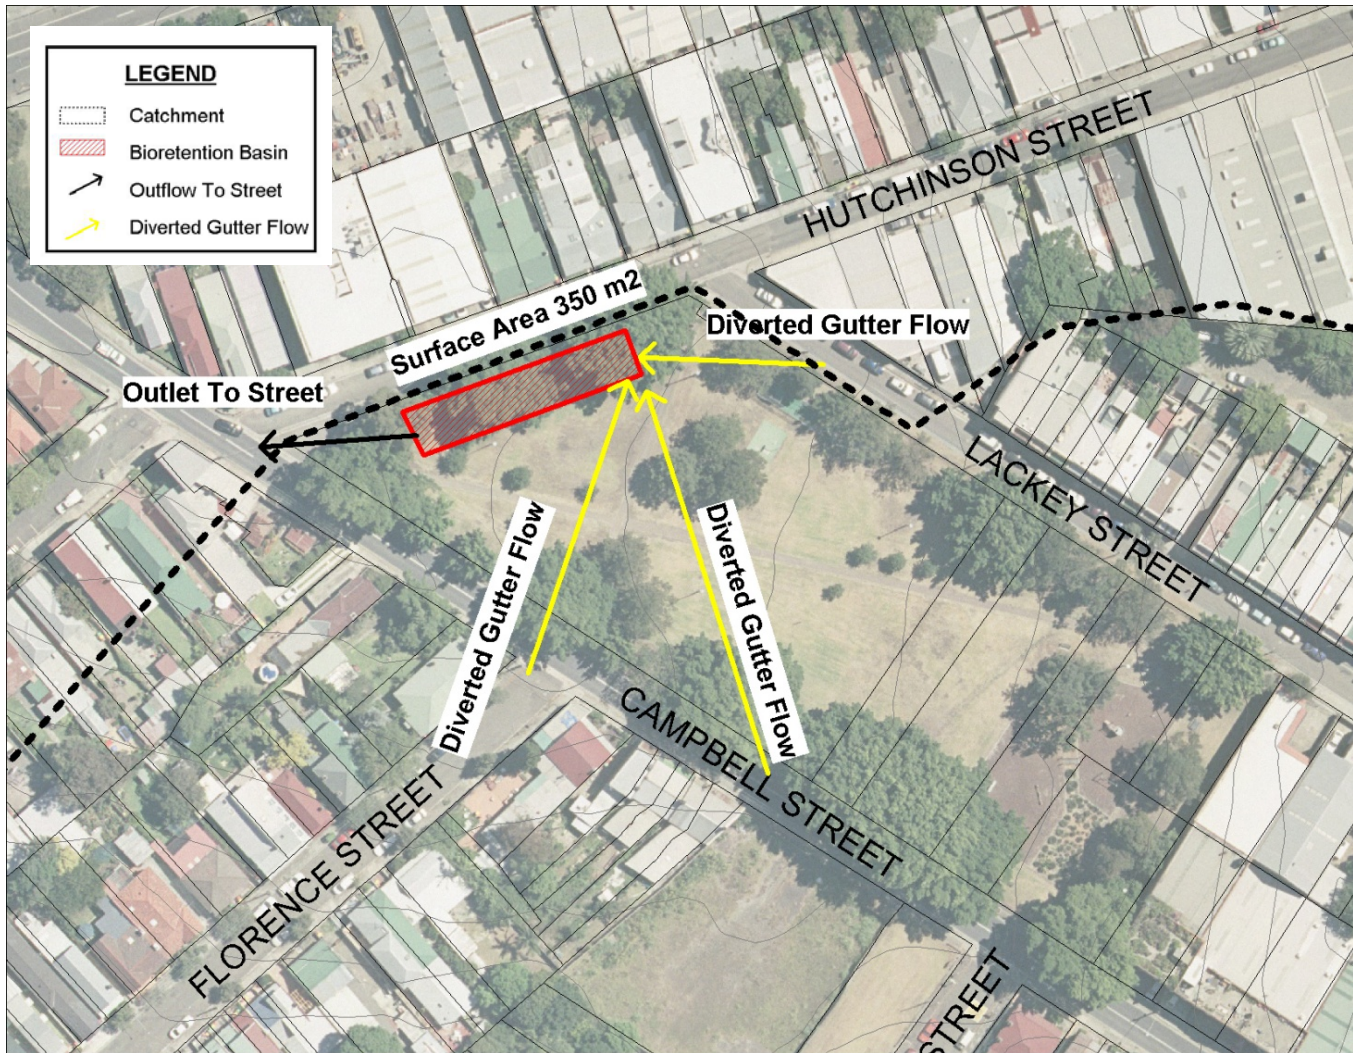 LEGEND
Catchment
Bioretention Basin
Outflow To Street
Diverted Gutter Flow
HUTCHINSON STREET
Surface Area 350 m2
Diverted Gutter Flow
Outlet To Street
LACKEY STREET
Diverted Gutter Flow
Diverted Gutter Flow
CAMPBELL STREET
FLORENCE STREET
STREET